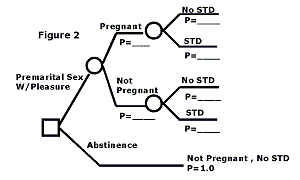 Figure 2
Pregnant
P=____
No STD
P=____
STD
P=____
Premarital Sex
W/Pleasure
Not
Pregnant
P=____
No STD
P=____
STD
P=____
Abstinence
Not Pregnant , No STD
P=1.0